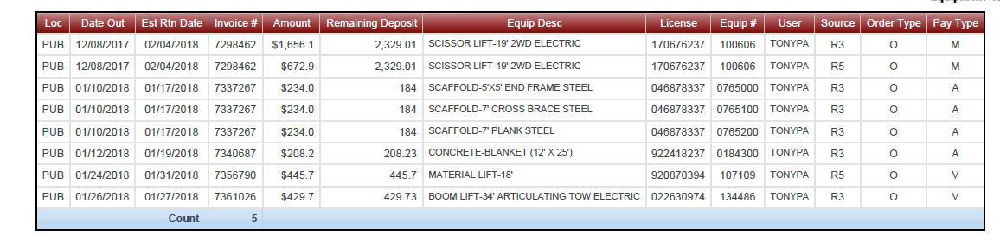 Loc Date Out Est Rtn Date Invoice # Amount Remaining Deposit Equip Desc License Equip # User Source Order Type Pay Type
PUB 12/08/2017 02/04/2018 7298462 $1,656.1 2,329.01 SCISSOR LIFT-19' 2WD ELECTRIC 170676237 100606 TONYPA R3 O M
PUB 12/08/2017 02/04/2018 7298462 $672.9 2,329.01 SCISSOR LIFT-19' 2WD ELECTRIC 170676237 100606 TONYPA R5 O M
PUB 01/10/2018 01/17/2018 7337267 $234.0 184 SCAFFOLD-5'X5' END FRAME STEEL 046878337 0765000 TONYPA R3 O A
PUB 01/10/2018 01/17/2018 7337267 $234.0 184 SCAFFOLD-7' CROSS BRACE STEEL 046878337 0765100 TONYPA R3 O A
PUB 01/10/2018 01/17/2018 7337267 $234.0 184 SCAFFOLD-7' PLANK STEEL 046878337 0765200 TONYPA R3 O A
PUB 01/12/2018 01/19/2018 7340687 $208.2 208.23 CONCRETE-BLANKET (12' X 25') 922418237 0184300 TONYPA R3 O A
PUB 01/24/2018 01/31/2018 7356790 $445.7 445.7 MATERIAL LIFT-18' 920870394 107109 TONYPA R5 O V
PUB 01/26/2018 01/27/2018 7361026 $429.7 429.73 BOOM LIFT-34' ARTICULATING TOW ELECTRIC 022630974 134486 TONYPA R3 O V
Count 5